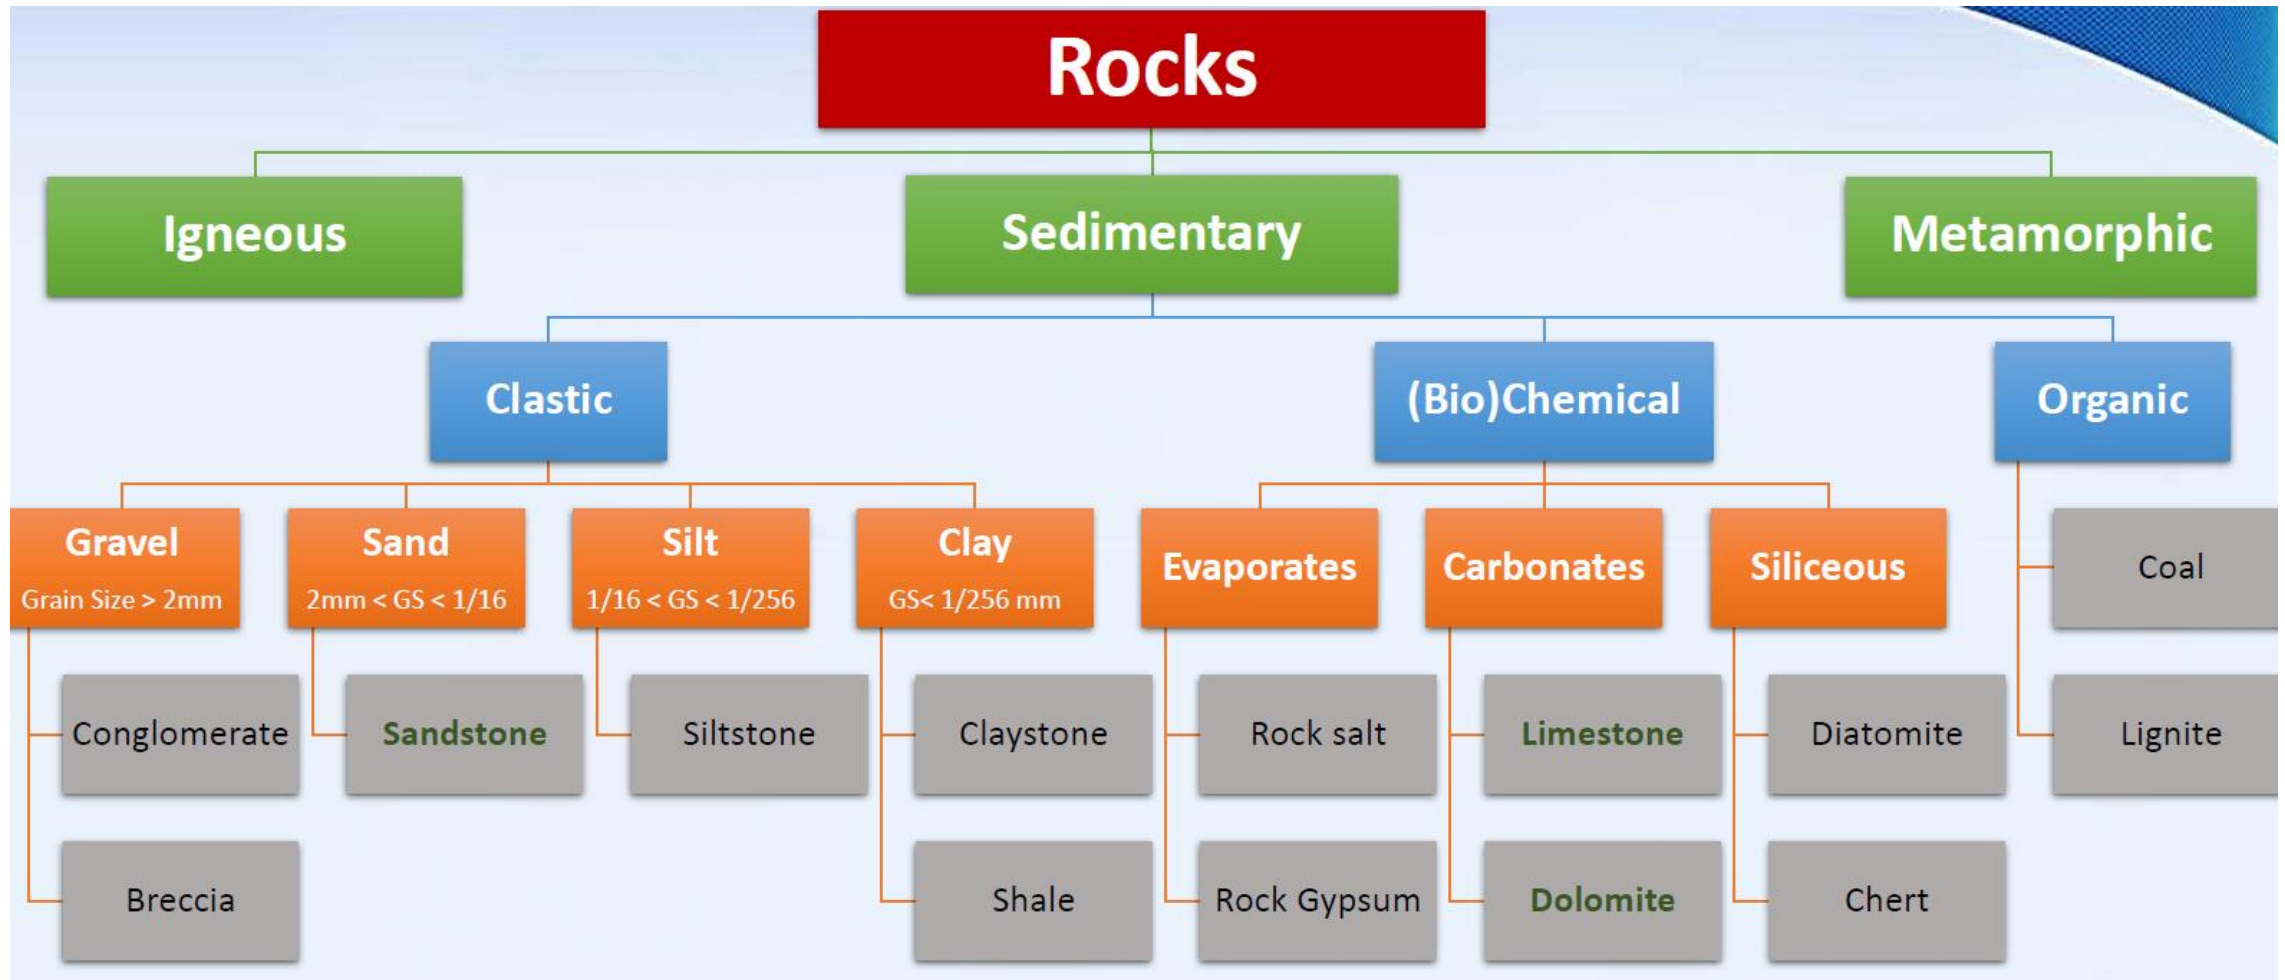 Rocks
Igneous
Sedimentary
Metamorphic
Clastic
(Bio)Chemical
Organic
Gravel
Grain Size > 2mm
Sand
2mm < GS < 1/16
Silt
1/16 < GS < 1/256
Clay
GS< 1/256 mm
Evaporates
Carbonates
Siliceous
Coal
Conglomerate
Sandstone
Siltstone
Claystone
Rock salt
Limestone
Diatomite
Lignite
Breccia
Shale
Rock Gypsum
Dolomite
Chert